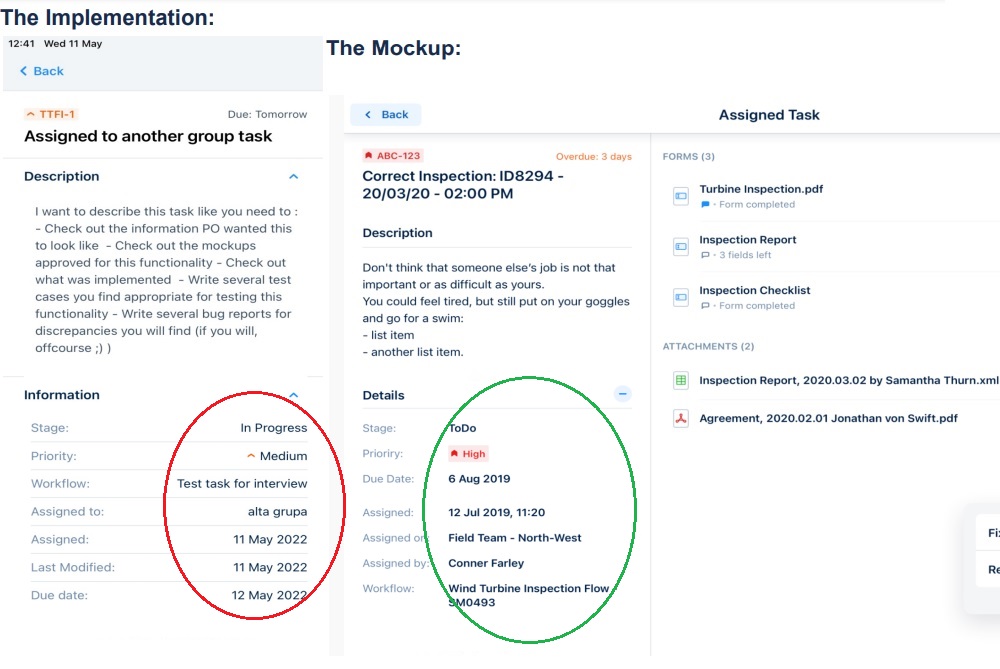 The Implementation:
12:41 Wed 11 May
Back
TTFI-1
Due: Tomorrow
Assigned to another group task
Description
I want to describe this task like you need to :
- Check out the information PO wanted this
to look like - Check out the mockups
approved for this functionality - Check out
what was implemented - Write several test
cases you find appropriate for testing this
functionality - Write several bug reports for
discrepancies you will find (if you will,
offcourse ;) )
Information
Stage: In Progress
Priority: Medium
Workflow: Test task for interview
Assigned to: alta grupa
Assigned: 11 May 2022
Last Modified: 11 May 2022
Due date: 12 May 2022
The Mockup:
Back
Assigned Task
ABC-123
Overdue: 3 days
Correct Inspection: ID8294 -
20/03/20 - 02:00 PM
Description
Don't think that someone else's job is not that
important or as difficult as yours.
You could feel tired, but still put on your goggles
and go for a swim:
- list item
- another list item.
Details
Stage: ToDo
Prioriry: High
Due Date: 6 Aug 2019
Assigned: 12 Jul 2019, 11:20
Assigned on: Field Team - North-West
Assigned by: Conner Farley
Workflow: Wind Turbine Inspection Flow
SM0493
FORMS (3)
Turbine Inspection.pdf
- Form completed
Inspection Report
- 3 fields left
Inspection Checklist
- Form completed
ATTACHMENTS (2)
Inspection Report, 2020.03.02 by Samantha Thurn.xml
Agreement, 2020.02.01 Jonathan von Swift.pdf